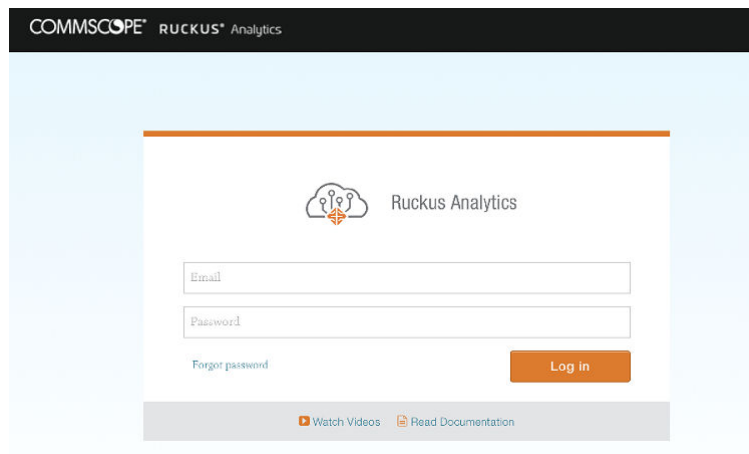 COMMSCOPE® RUCKUS® Analytics
Ruckus Analytics
Email
Password
Forgot password
Log in
Watch Videos Read Documentation